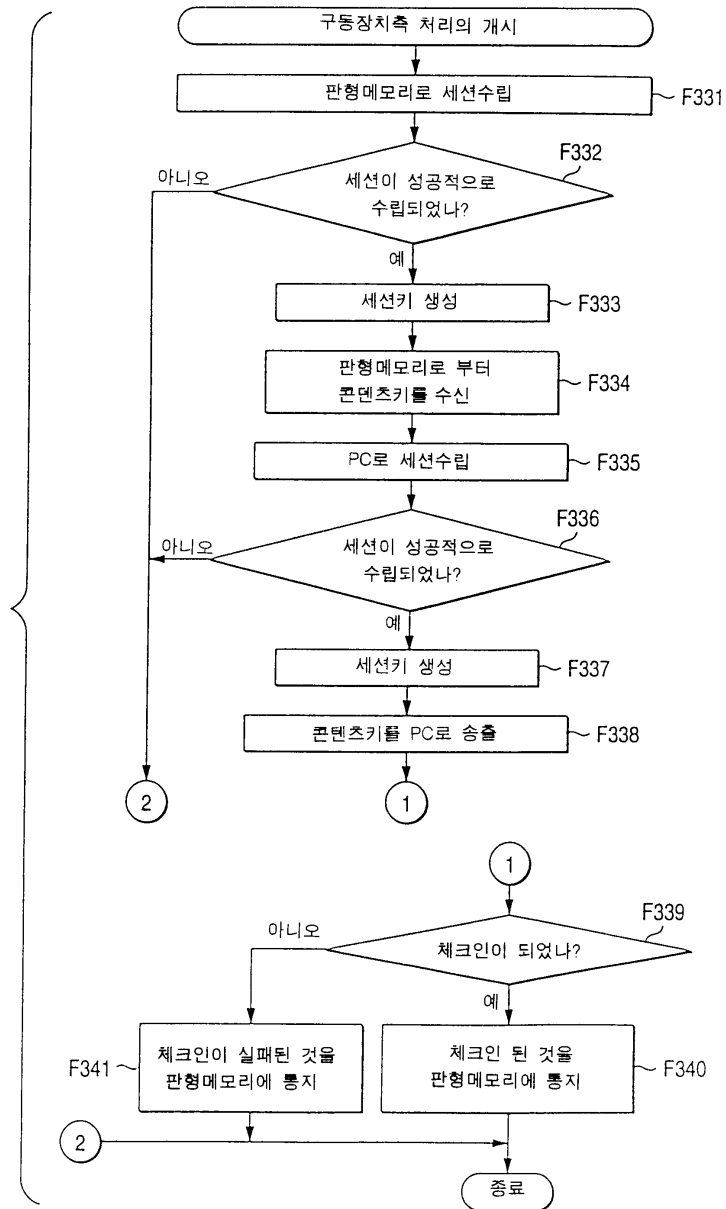 구동장치측 처리의 개시
판형메모리로 세션수립
F331
F332
아니오
세션이 성공적으로
수립되었나?
예
세션키 생성
F333
판형메모리로 부터
콘덴츠키를 수신
F334
PC로 세션수립
F335
F336
아니오
세션이 성공적으로
수립되었나?
예
세션키 생성
F337
콘텐츠키를 PC로 송출
F338
2
1
1
F339
아니오
체크인이 되었나?
예
F341
체크인이 실패된 것을
판형메모리에 통지
체크인 된 것을
판형메모리에 통지
F340
2
종료